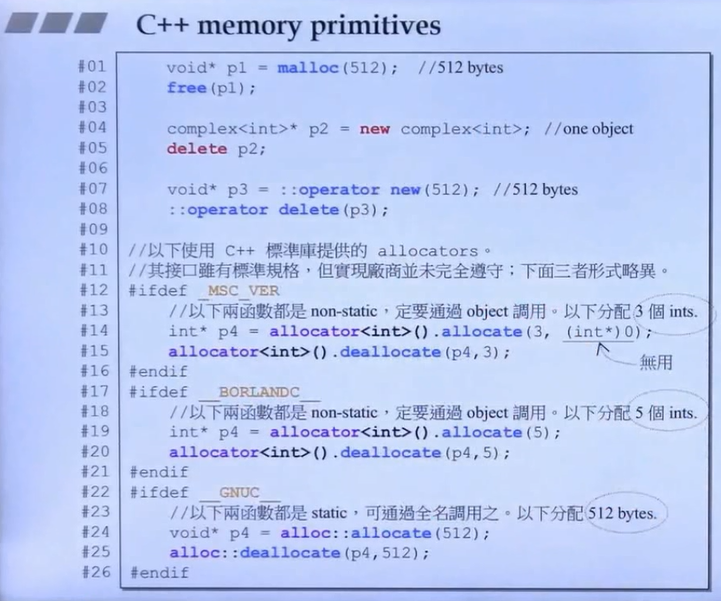 C++ memory primitives
#01 void* p1 = malloc(512); //512 bytes
#02 free(p1);
#03
#04 complex<int>* p2 = new complex<int>; //one object
#05 delete p2;
#06
#07 void* p3 = ::operator new(512); //512 bytes
#08 ::operator delete(p3);
#09
#10 //以下使用 C++ 標準庫提供的 allocators。
#11 //其接口雖有標準規格，但實現廠商並未完全遵守；下面三者形式略異。
#12 #ifdef _MSC_VER
#13 //以下兩函數都是 non-static，定要通過 object 調用。以下分配 3 個 ints.
#14 int* p4 = allocator<int>().allocate(3, (int*)0);
#15 allocator<int>().deallocate(p4,3);
無用
#16 #endif
#17 #ifdef __BORLANDC__
#18 //以下兩函數都是 non-static，定要通過 object 調用。以下分配 5 個 ints.
#19 int* p4 = allocator<int>().allocate(5);
#20 allocator<int>().deallocate(p4,5);
#21 #endif
#22 #ifdef __GNUC__
#23 //以下兩函數都是 static，可通過全名調用之。以下分配 512 bytes.
#24 void* p4 = alloc::allocate(512);
#25 alloc::deallocate(p4,512);
#26 #endif